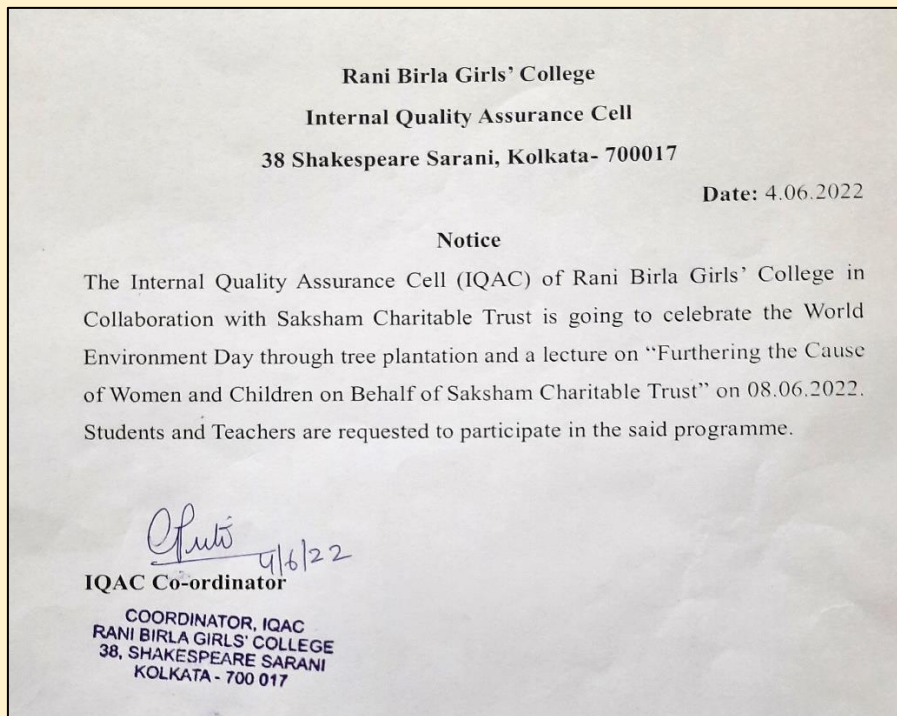 Rani Birla Girls’ College
Internal Quality Assurance Cell
38 Shakespeare Sarani, Kolkata- 700017
Date: 4.06.2022
Notice
The Internal Quality Assurance Cell (IQAC) of Rani Birla Girls’ College in
Collaboration with Saksham Charitable Trust is going to celebrate the World
Environment Day through tree plantation and a lecture on “Furthering the Cause
of Women and Children on Behalf of Saksham Charitable Trust” on 08.06.2022.
Students and Teachers are requested to participate in the said programme.
4/6/22
IQAC Co-ordinator
COORDINATOR, IQAC
RANI BIRLA GIRLS' COLLEGE
38, SHAKESPEARE SARANI
KOLKATA - 700 017